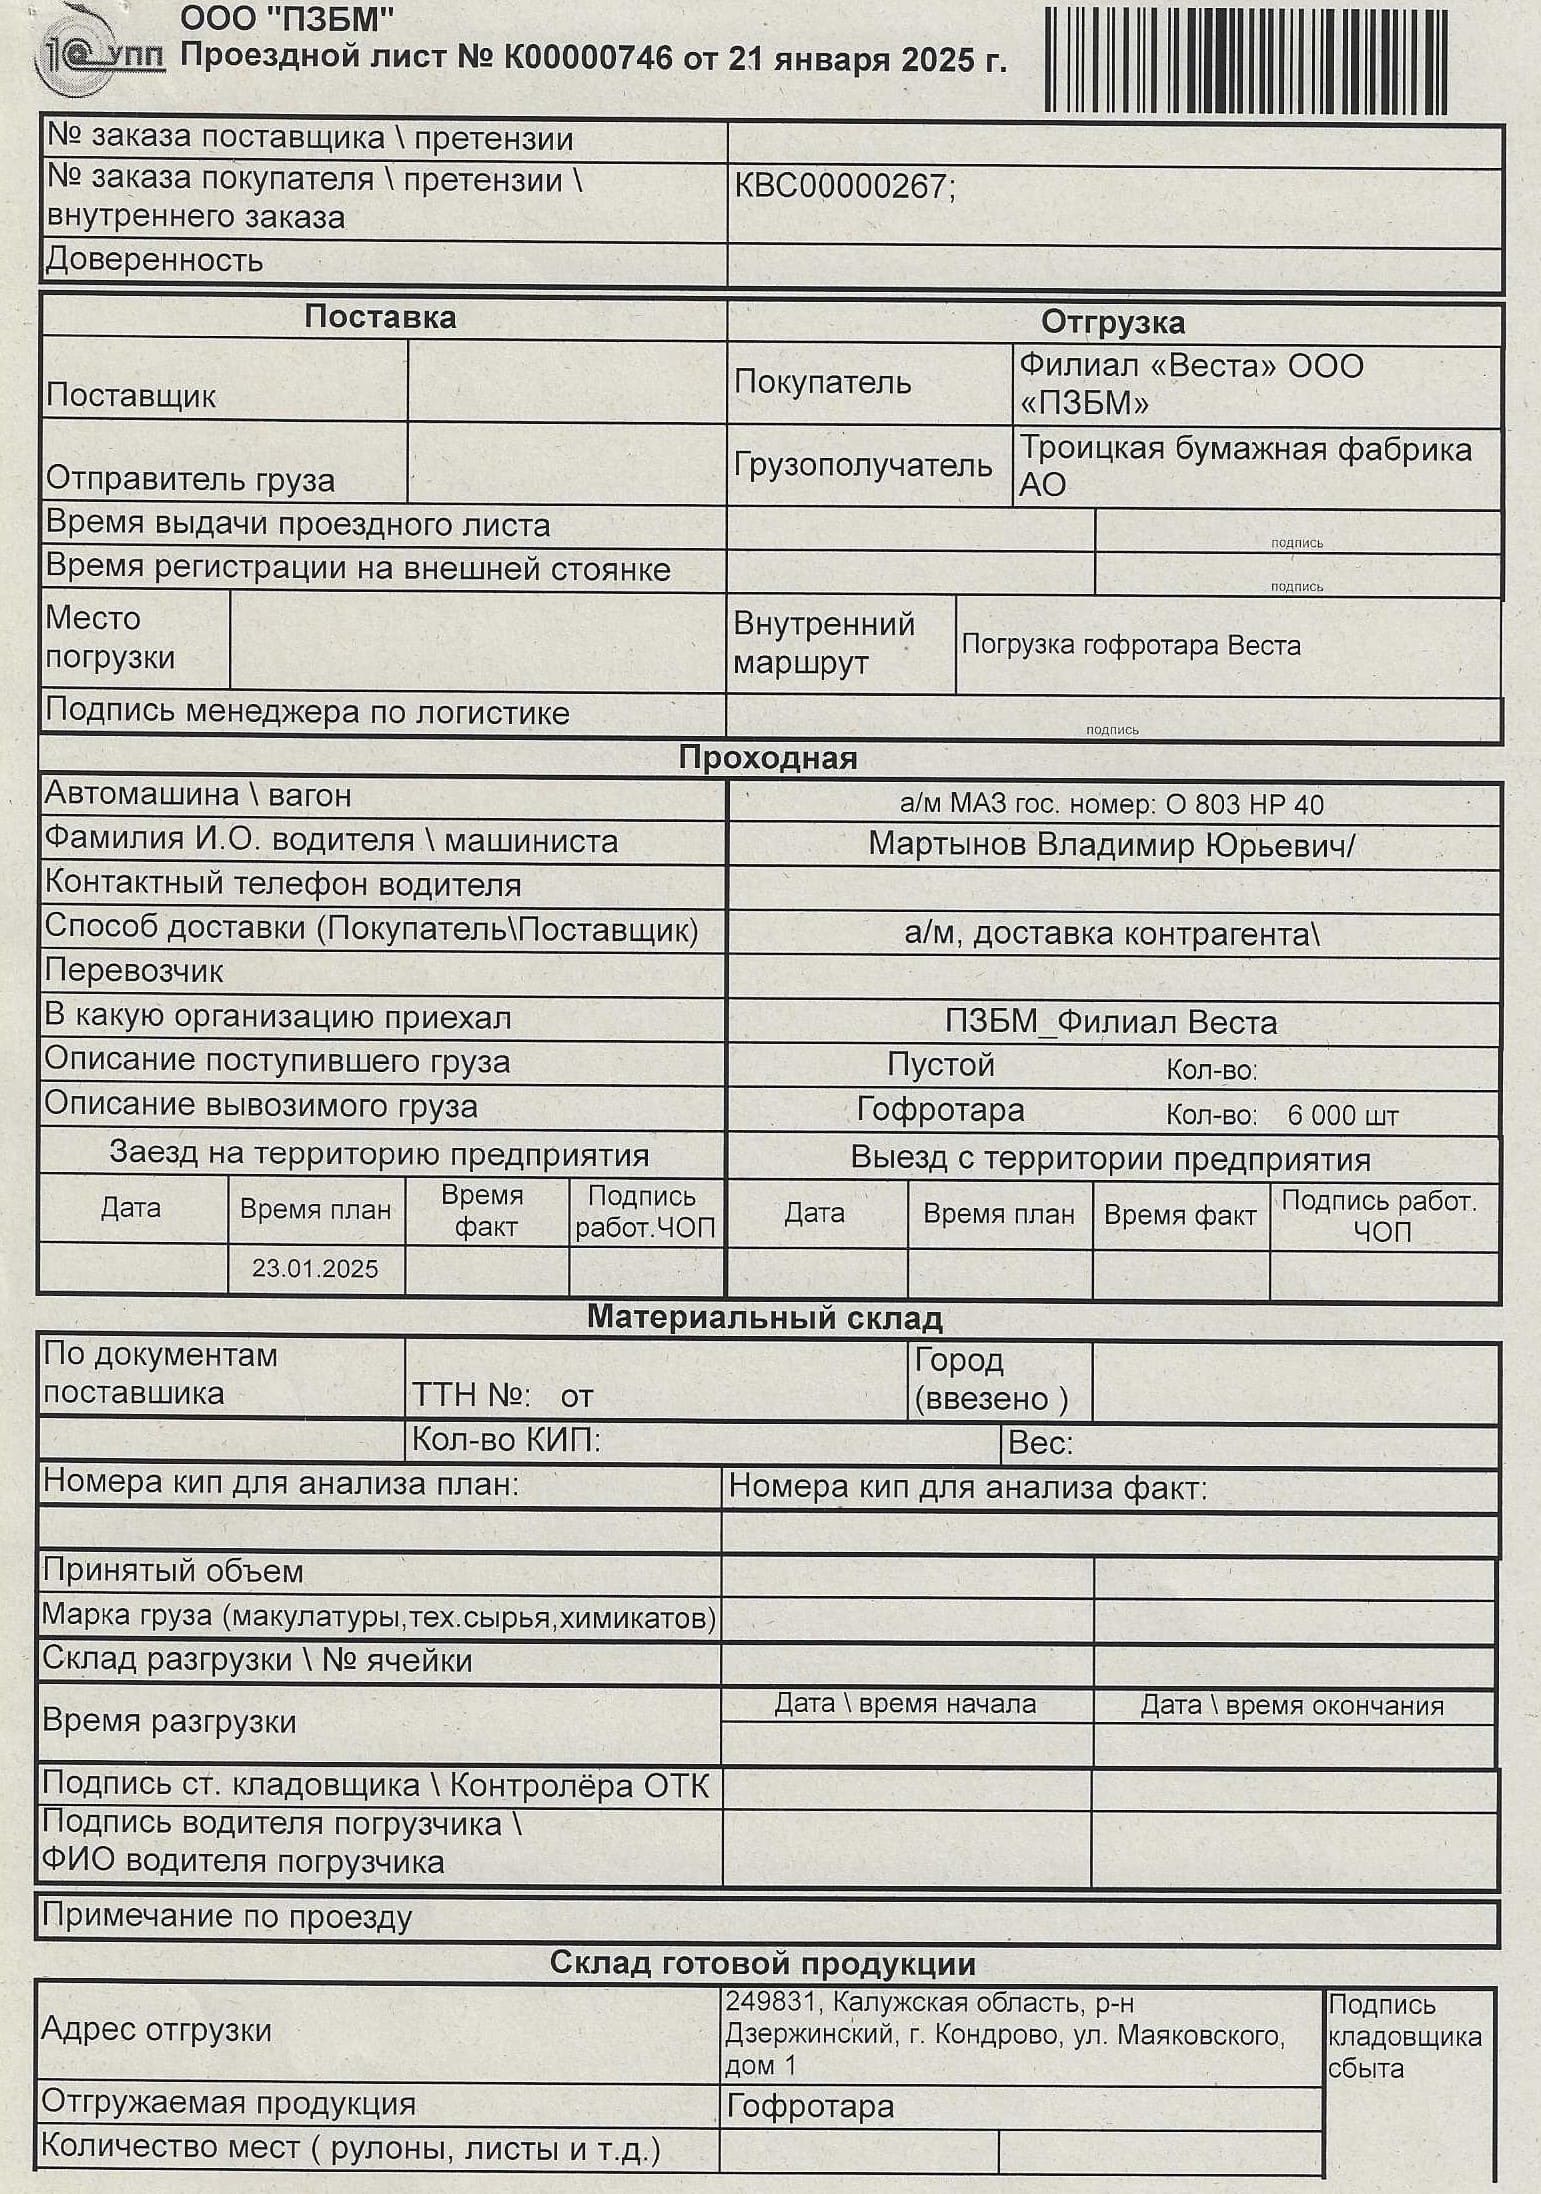 1С УПП
ООО "ПЗБМ"
Проездной лист № К00000746 от 21 января 2025 г.
№ заказа поставщика \ претензии
№ заказа покупателя \ претензии \
внутреннего заказа
КВС00000267;
Доверенность
Поставка
Отгрузка
Поставщик
Покупатель
Филиал «Веста» ООО
«ПЗБМ»
Отправитель груза
Грузополучатель
Троицкая бумажная фабрика
АО
Время выдачи проездного листа
подпись
Время регистрации на внешней стоянке
подпись
Место
погрузки
Внутренний
маршрут
Погрузка гофротара Веста
Подпись менеджера по логистике
подпись
Проходная
Автомашина \ вагон
а/м МАЗ гос. номер: О 803 НР 40
Фамилия И.О. водителя \ машиниста
Мартынов Владимир Юрьевич/
Контактный телефон водителя
Способ доставки (Покупатель\Поставщик)
а/м, доставка контрагента\
Перевозчик
В какую организацию приехал
ПЗБМ_Филиал Веста
Описание поступившего груза
Пустой Кол-во:
Описание вывозимого груза
Гофротара Кол-во: 6 000 шт
Заезд на территорию предприятия
Выезд с территории предприятия
Дата
Время план
Время
факт
Подпись
работ.ЧОП
Дата
Время план
Время факт
Подпись работ.
ЧОП
23.01.2025
Материальный склад
По документам
поставшика
ТТН №: от
Город
(ввезено )
Кол-во КИП:
Вес:
Номера кип для анализа план:
Номера кип для анализа факт:
Принятый объем
Марка груза (макулатуры,тех.сырья,химикатов)
Склад разгрузки \ № ячейки
Время разгрузки
Дата \ время начала
Дата \ время окончания
Подпись ст. кладовщика \ Контролёра ОТК
Подпись водителя погрузчика \
ФИО водителя погрузчика
Примечание по проезду
Склад готовой продукции
Адрес отгрузки
249831, Калужская область, р-н
Дзержинский, г. Кондрово, ул. Маяковского,
дом 1
Подпись
кладовщика
сбыта
Отгружаемая продукция
Гофротара
Количество мест ( рулоны, листы и т.д.)